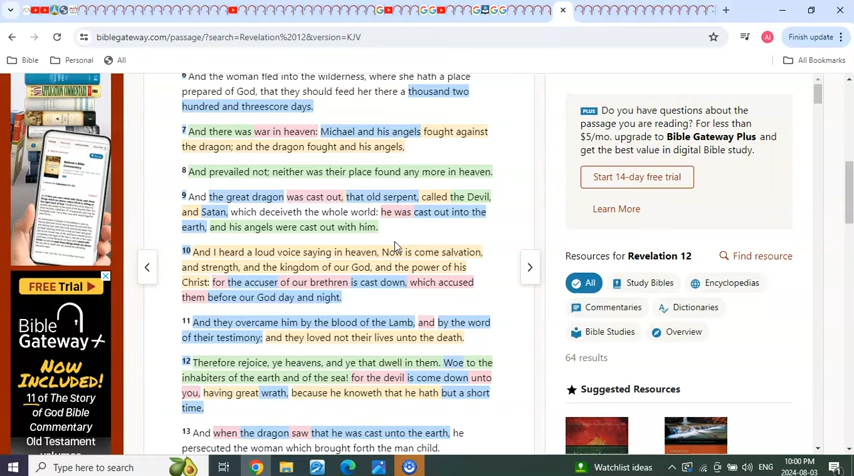 Finish update
biblegateway.com/passage/?search=Revelation%2012&version=KJV
AI
Bible
Personal
All
All Bookmarks
6 And the woman fled into the wilderness, where she hath a place
prepared of God, that they should feed her there a thousand two
hundred and threescore days.
7 And there was war in heaven: Michael and his angels fought against
the dragon; and the dragon fought and his angels,
8 And prevailed not; neither was their place found any more in heaven.
9 And the great dragon was cast out, that old serpent, called the Devil,
and Satan, which deceiveth the whole world: he was cast out into the
earth, and his angels were cast out with him.
10 And I heard a loud voice saying in heaven, Now is come salvation,
and strength, and the kingdom of our God, and the power of his
Christ: for the accuser of our brethren is cast down, which accused
them before our God day and night.
11 And they overcame him by the blood of the Lamb, and by the word
of their testimony; and they loved not their lives unto the death.
12 Therefore rejoice, ye heavens, and ye that dwell in them. Woe to the
inhabiters of the earth and of the sea! for the devil is come down unto
you, having great wrath, because he knoweth that he hath but a short
time.
13 And when the dragon saw that he was cast unto the earth, he
persecuted the woman which brought forth the man child.
FREE Trial
Bible
Gateway
NOW
INCLUDED!
11 of The Story
of God Bible
Commentary
Old Testament
volumes
PLUS Do you have questions about the
passage you are reading? For less than
$5/mo. upgrade to Bible Gateway Plus and
get the best value in digital Bible study.
Start 14-day free trial
Learn More
Resources for Revelation 12
Find resource
All
Study Bibles
Encyclopedias
Commentaries
Dictionaries
Bible Studies
Overview
64 results
Suggested Resources
Type here to search
Watchlist ideas
10:00 PM
2024-08-03